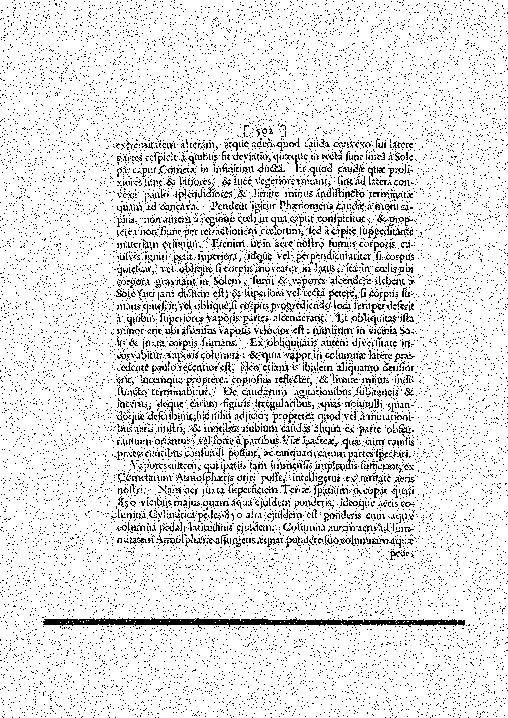 [ 502 ]
extremitatem alteram, atque adeo quod cauda convexo sui latere
partes respicit a quibus fit deviatio, quæque in recta sunt linea a Sole
per caput Cometæ in infinitum ducta. Et quod caudæ quæ prolixiores
sunt & latiores, & luce vegetiore micant, sint ad latera convexa
paulo splendidiores & limite minus indistincto terminatæ
quam ad concava. Pendent igitur Phænomena caudæ a motu capitis,
non autem a regione cœli in qua caput conspicitur, & propterea
non fiunt per refractionem cœlorum, sed a capite suppeditante
materiam oriuntur. Etenim ut in aere nostro fumus corporis cujusvis
igniti petit superiora, idque vel perpendiculariter si corpus
quiescat, vel oblique si corpus moveatur in latus, ita in cœlis ubi
corpora gravitant in Solem, fumi & vapores ascendere debent a
Sole (uti jam dictum est) & superiora vel recta petere, si corpus fumans
quiescit, vel oblique, si corpus progrediendo loca semper deserit
a quibus superiores vaporis partes ascenderant. Et obliquitas ista
minor erit ubi ascensus vaporis velocior est: nimirum in vicinia Solis
& juxta corpus fumans. Ex obliquitatis autem diversitate incurvabitur
vaporis columna: & quia vapor in columnæ latere præcedente
paulo recentior est, ideo etiam is ibidem aliquanto densior
erit, lucemque propterea copiosius reflectet, & limite minus indistincto
terminabitur. De caudarum agitationibus subitaneis &
incertis, deque earum figuris irregularibus, quas nonnulli quandoque
describunt, hic nihil adjicio; propterea quod vel a mutationibus
aeris nostri, & motibus nubium caudas aliqua ex parte obscurantium
oriantur; vel forte a partibus Viæ Lacteæ, quæ cum caudis
prætereuntibus confundi possint, ac tanquam earum partes spectari.
Vapores autem, qui spatiis tam immensis implendis sufficiant, ex
Cometarum Atmosphæris oriri posse, intelligetur ex raritate aeris
nostri. Nam aer juxta superficiem Terræ spatium occupat quasi
850 vicibus majus quam aqua ejusdem ponderis, ideoque aeris columna
Cylindrica pedes 850 alta ejusdem est ponderis cum aquæ
columna pedali latitudinis ejusdem. Columna autem aeris ad summitatem
Atmosphæræ assurgens æquat pondere suo columnam aquæ
pedes